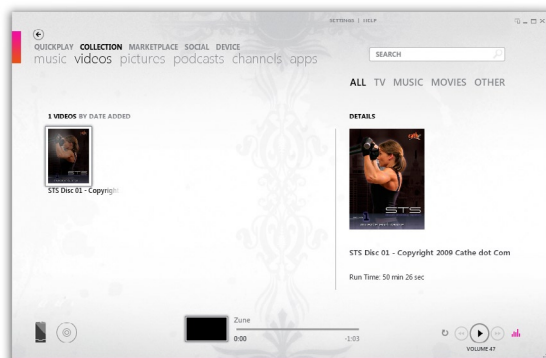 SETTINGS | HELP
QUICKPLAY COLLECTION MARKETPLACE SOCIAL DEVICE
music videos pictures podcasts channels apps
SEARCH
ALL TV MUSIC MOVIES OTHER
1 VIDEOS BY DATE ADDED
DETAILS
STS
STS Disc 01 - Copyright
STS
STS Disc 01 - Copyright 2009 Cathe dot Com
Run Time: 50 min 26 sec
Zune
0:00
-1:03
VOLUME 47